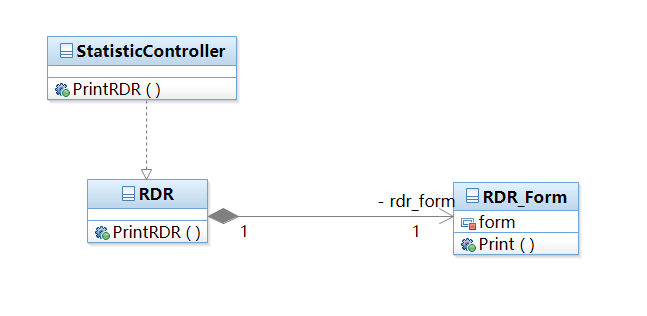 StatisticController
PrintRDR ( )
RDR
PrintRDR ( )
1
- rdr_form
1
RDR_Form
form
Print ( )